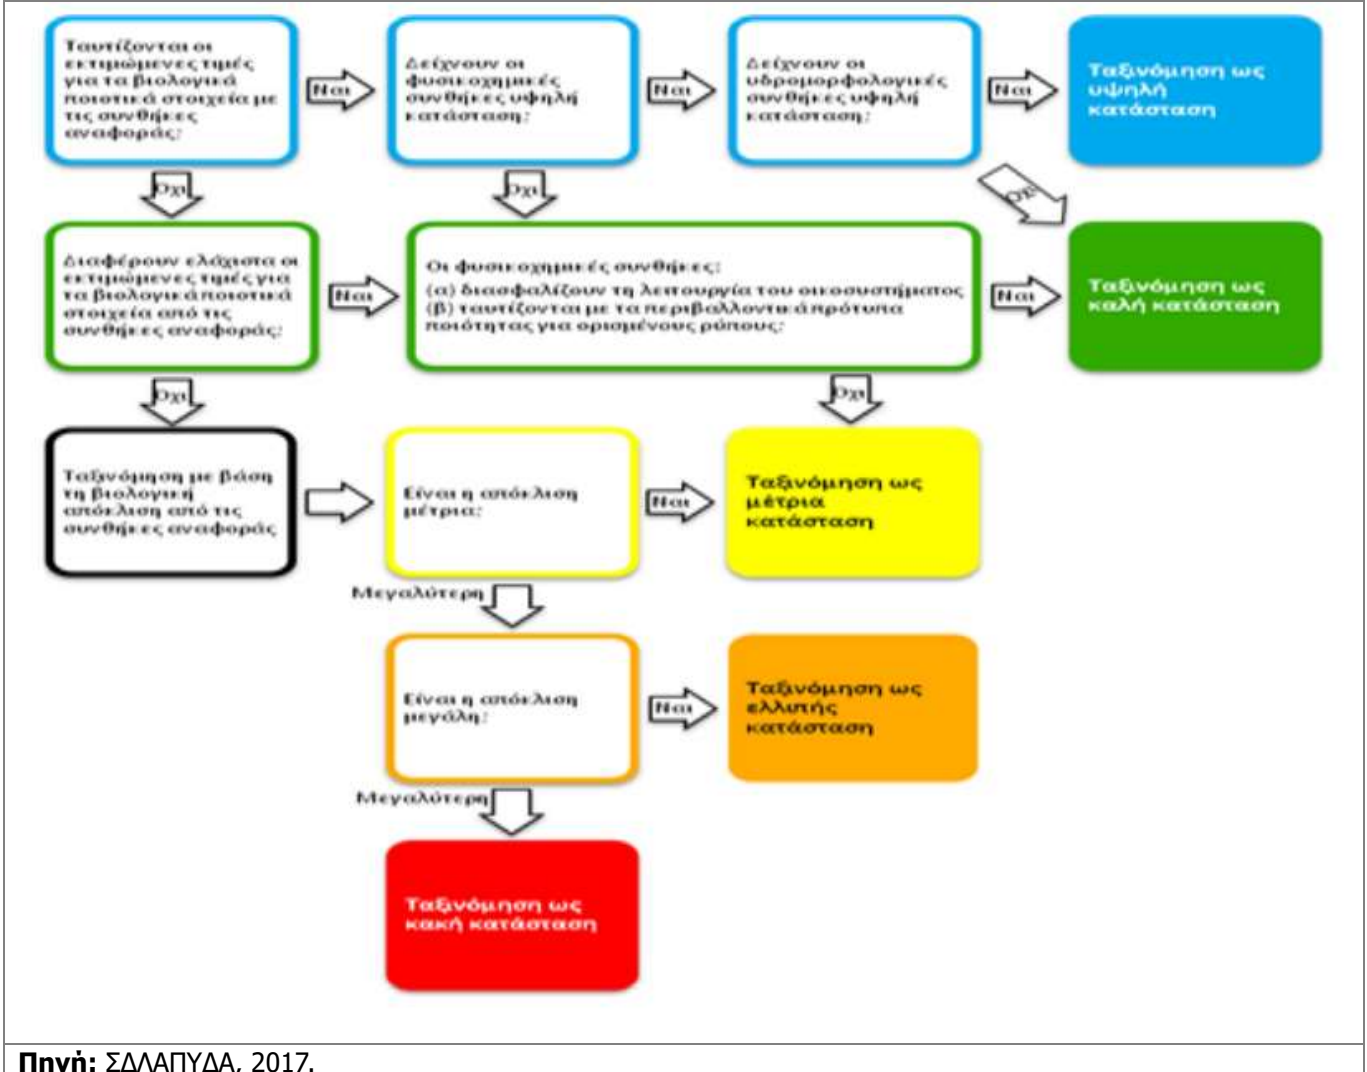 Ταυτίζονται οι
εκτιμώμενες τιμές
για τα βιολογικά
ποιοτικά στοιχεία με
τις συνθήκες
αναφοράς;
Ναι
Δείχνουν οι
φυσικοχημικές
συνθήκες υψηλή
κατάσταση;
Ναι
Δείχνουν οι
υδρομορφολογικές
συνθήκες υψηλή
κατάσταση;
Ναι
Ταξινόμηση ως
υψηλή
κατάσταση
Όχι
Όχι
Όχι
Διαφέρουν ελάχιστα οι
εκτιμώμενες τιμές για
τα βιολογικά ποιοτικά
στοιχεία από τις
συνθήκες αναφοράς;
Ναι
Οι φυσικοχημικές συνθήκες:
(α) διασφαλίζουν τη λειτουργία του οικοσυστήματος
(β) ταυτίζονται με τα περιβαλλοντικά πρότυπα
ποιότητας για ορισμένους ρύπους;
Ναι
Ταξινόμηση ως
καλή κατάσταση
Όχι
Όχι
Ταξινόμηση με βάση
τη βιολογική
απόκλιση από τις
συνθήκες αναφοράς
Είναι η απόκλιση
μέτρια;
Ναι
Ταξινόμηση ως
μέτρια
κατάσταση
Μεγαλύτερη
Είναι η απόκλιση
μεγάλη;
Ναι
Ταξινόμηση ως
ελλιπής
κατάσταση
Μεγαλύτερη
Ταξινόμηση ως
κακή κατάσταση
Πηγή: ΣΔΛΑΠΥΔΑ, 2017.